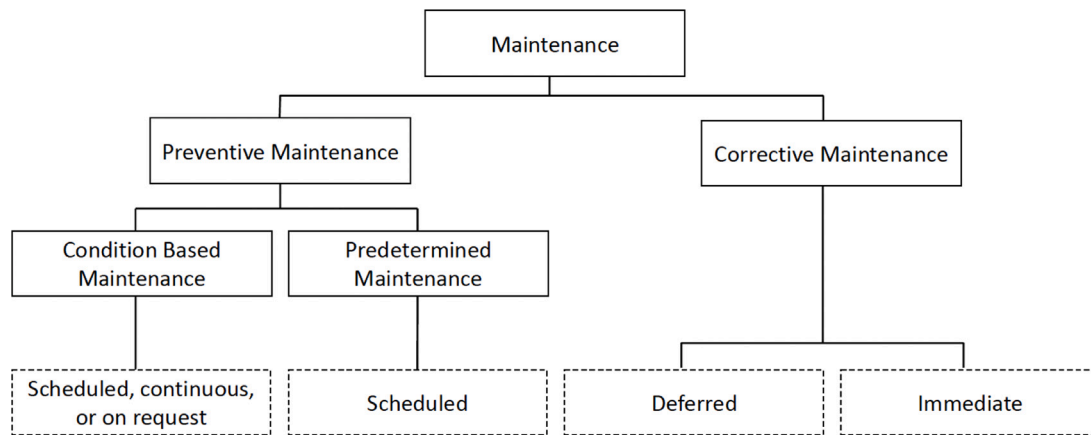 Maintenance
Preventive Maintenance
Corrective Maintenance
Condition Based
Maintenance
Predetermined
Maintenance
Scheduled, continuous,
or on request
Scheduled
Deferred
Immediate